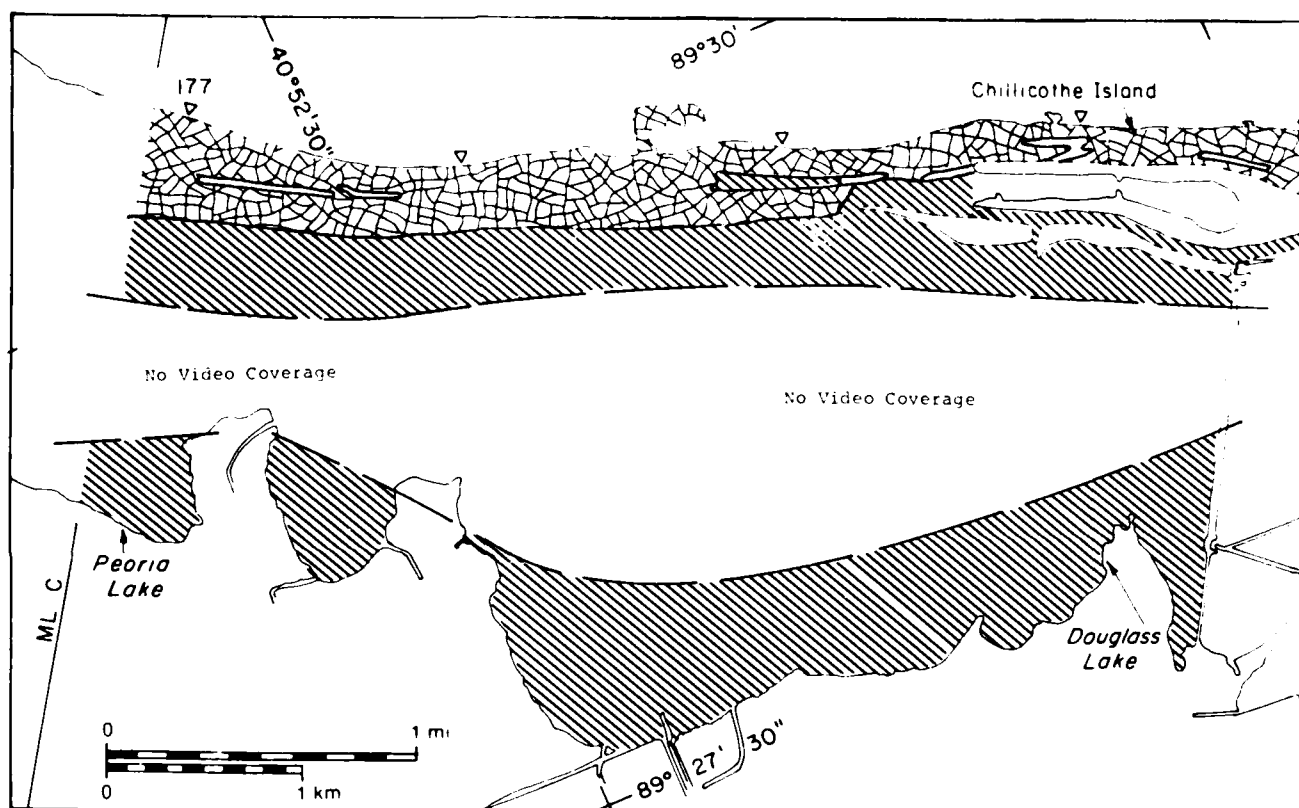 177
40°52'30"
89°30'
Chillicothe Island
No Video Coverage
No Video Coverage
Peoria
Lake
ML C
Douglass
Lake
0
1 mi
0
1 km
89° 27' 30"